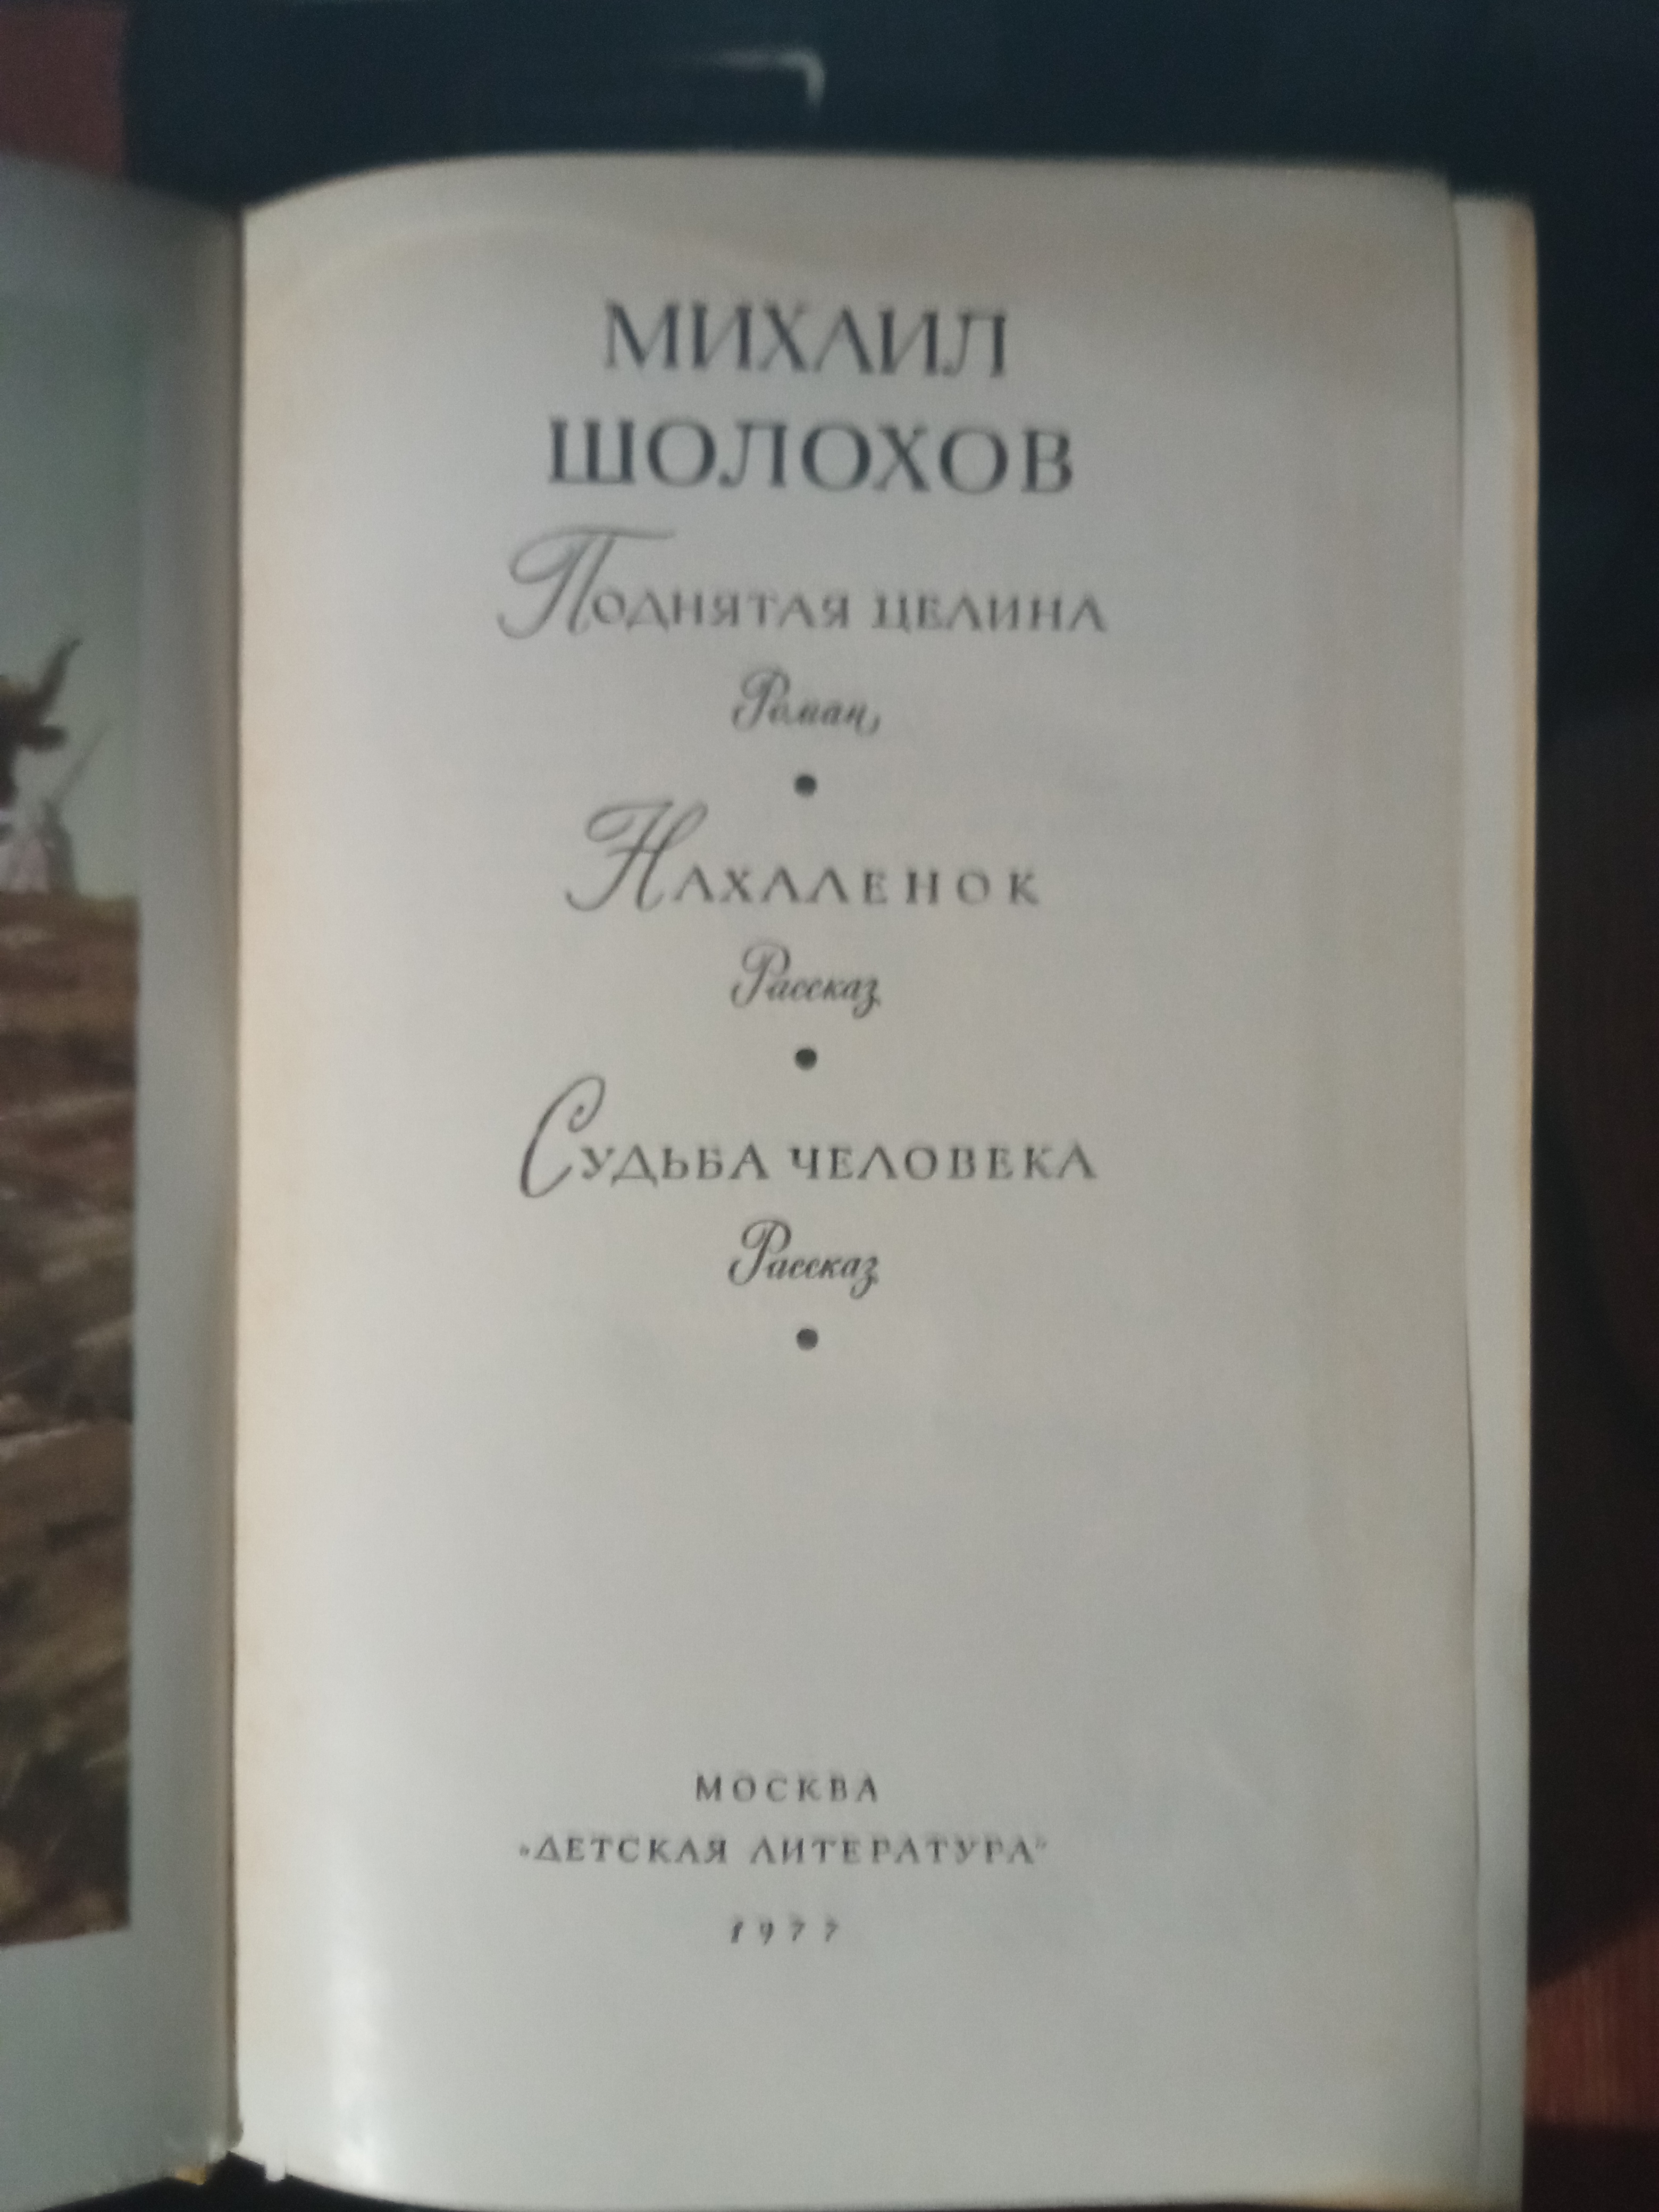 МИХАИЛ
ШОЛОХОВ
Поднятая целина
Роман,
•
Нахаленок
Рассказ
•
Судьба человека
Рассказ
•
МОСКВА
„ДЕТСКАЯ ЛИТЕРАТУРА"
1977